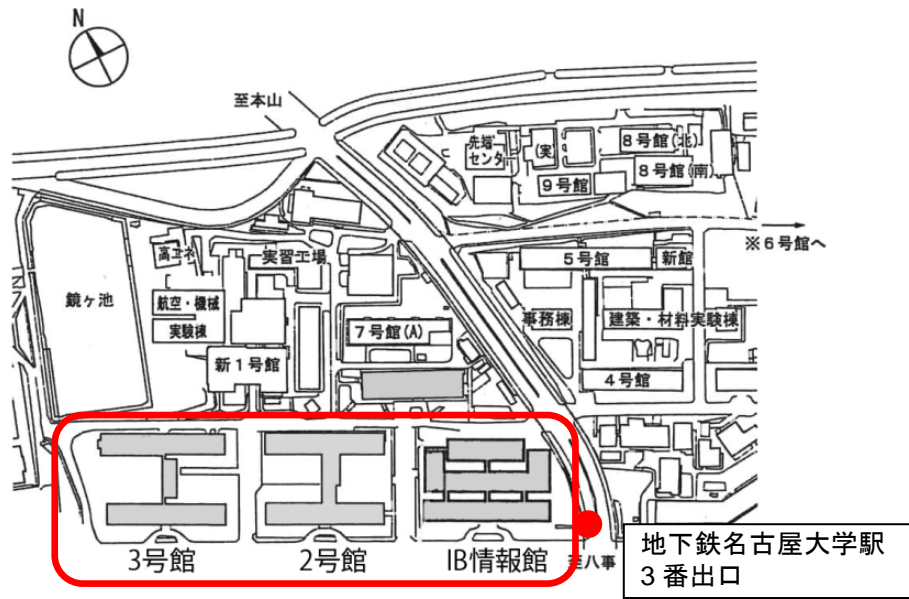 N
至本山
先端
センタ
(実)
8号館(北)
8号館(南)
9号館
※6号館へ
高エネ
実習工場
5号館
新館
鏡ヶ池
航空・機械
実験棟
事務棟
建築・材料実験棟
7号館(A)
新1号館
4号館
3号館
2号館
IB情報館
至八事
地下鉄名古屋大学駅
3番出口